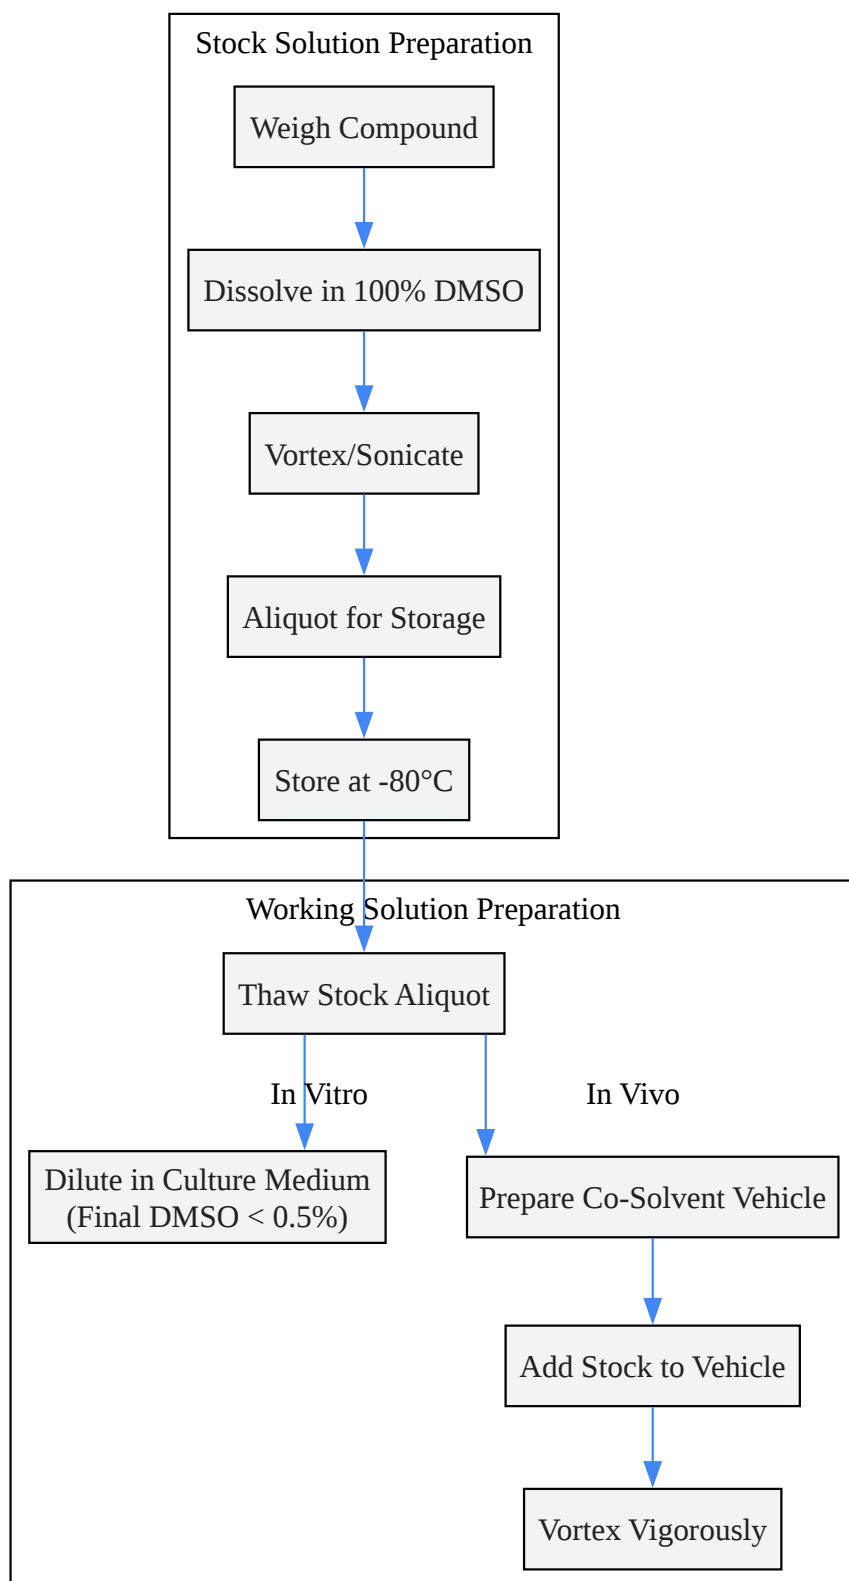 Stock Solution Preparation
Weigh Compound
Dissolve in 100% DMSO
Vortex/Sonicate
Aliquot for Storage
Store at -80°C
Working Solution Preparation
Thaw Stock Aliquot
In Vitro
In Vivo
Dilute in Culture Medium
(Final DMSO < 0.5%)
Prepare Co-Solvent Vehicle
Add Stock to Vehicle
Vortex Vigorously